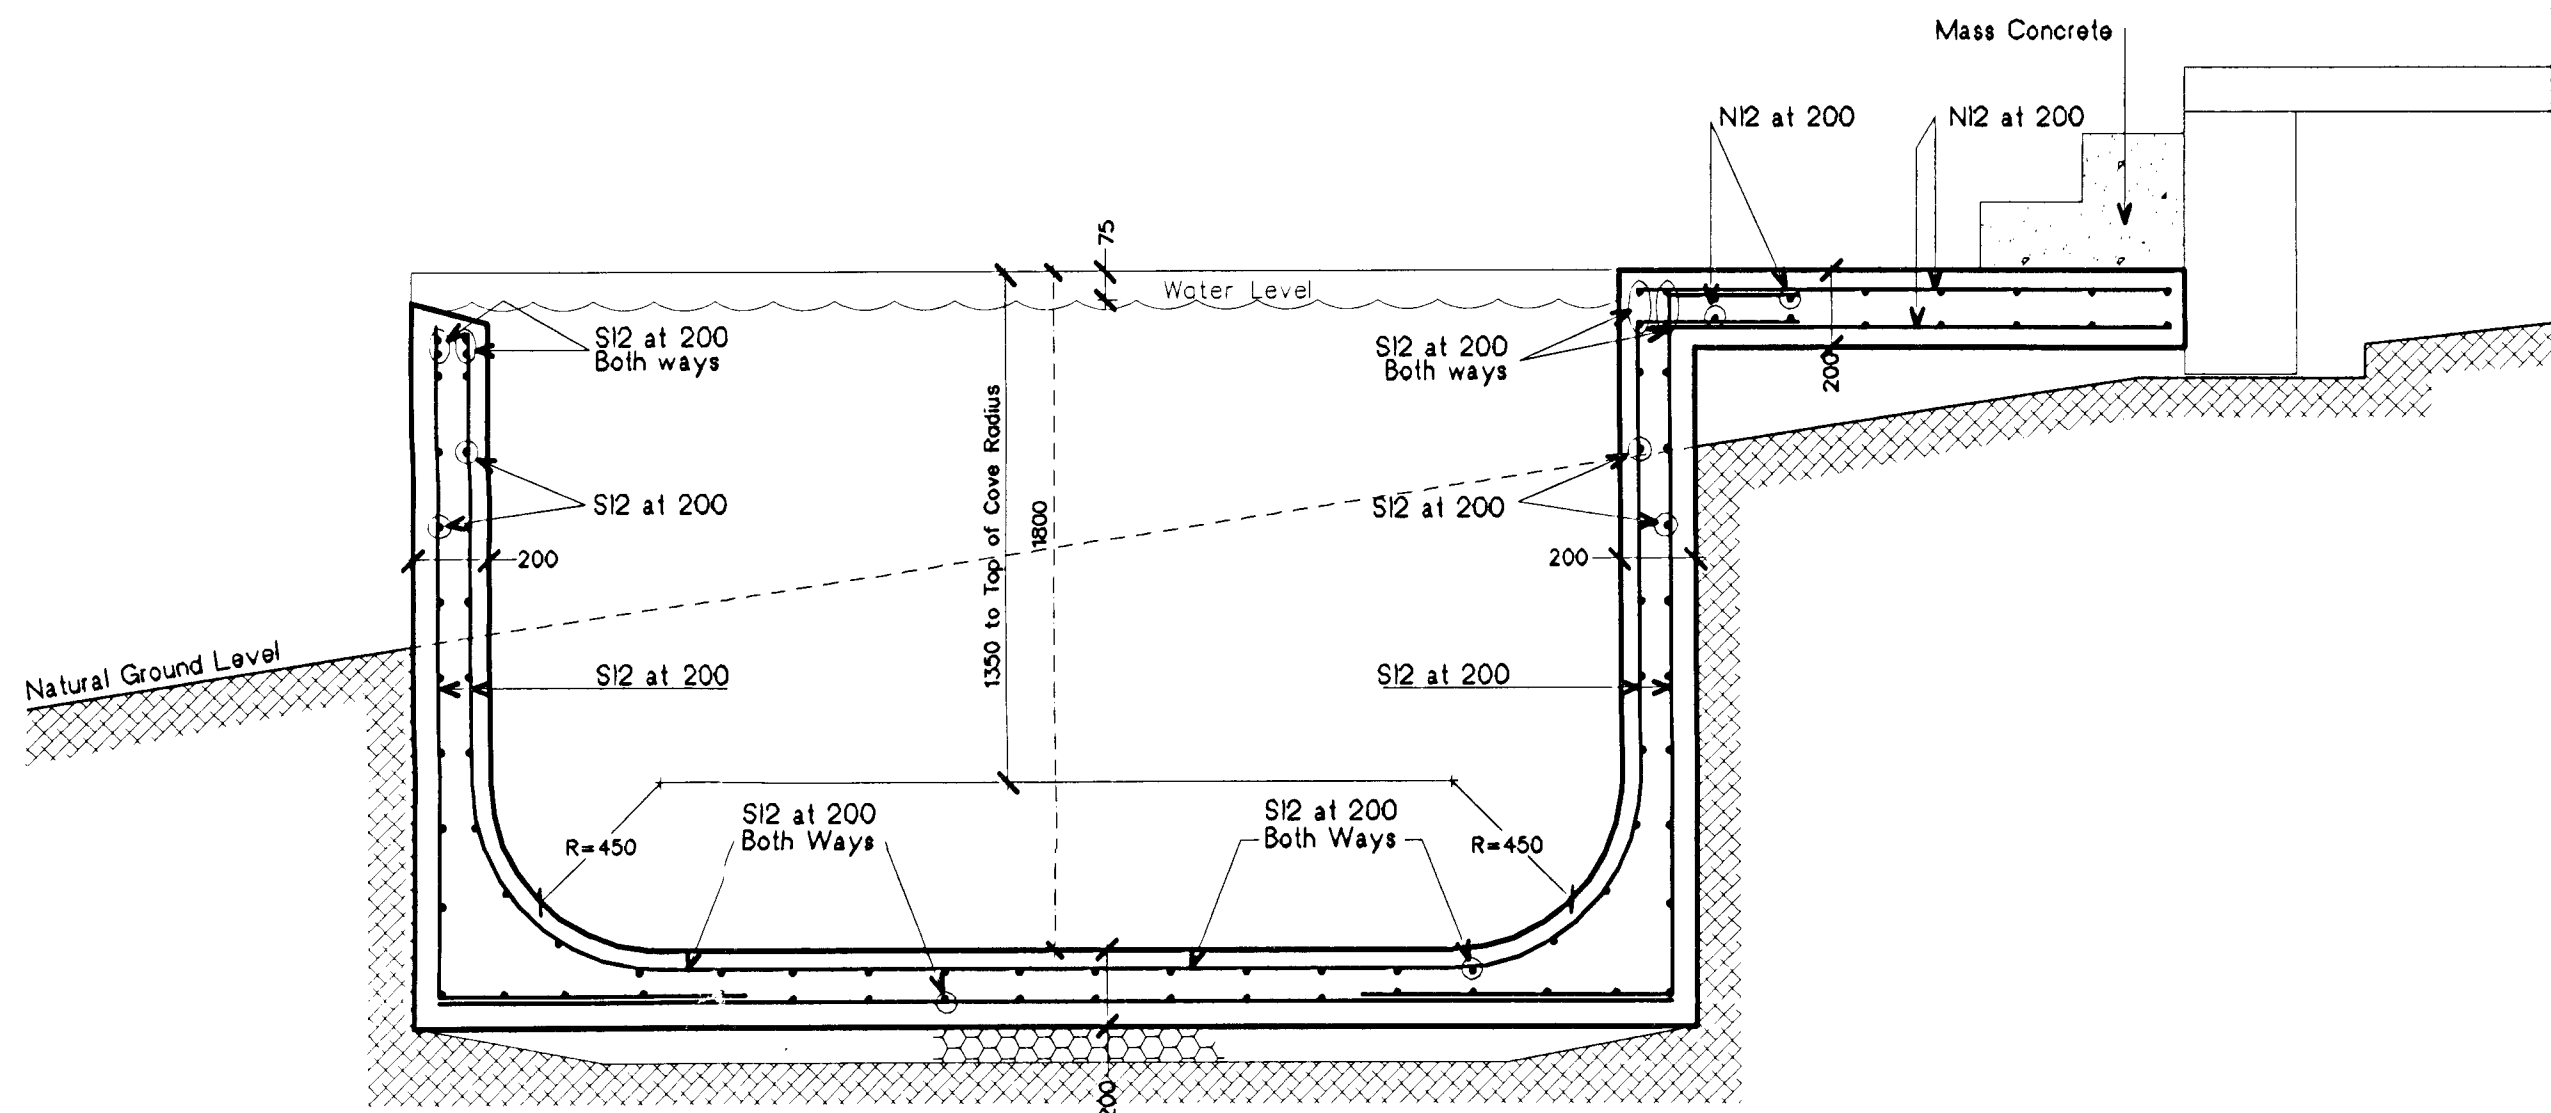 Mass Concrete
N12 at 200
N12 at 200
75
Water Level
S12 at 200
Both ways
S12 at 200
Both ways
200
1350 to Top of Cove Radius
1800
S12 at 200
S12 at 200
200
200
Natural Ground Level
S12 at 200
S12 at 200
S12 at 200
Both Ways
S12 at 200
Both Ways
R=450
R=450
200